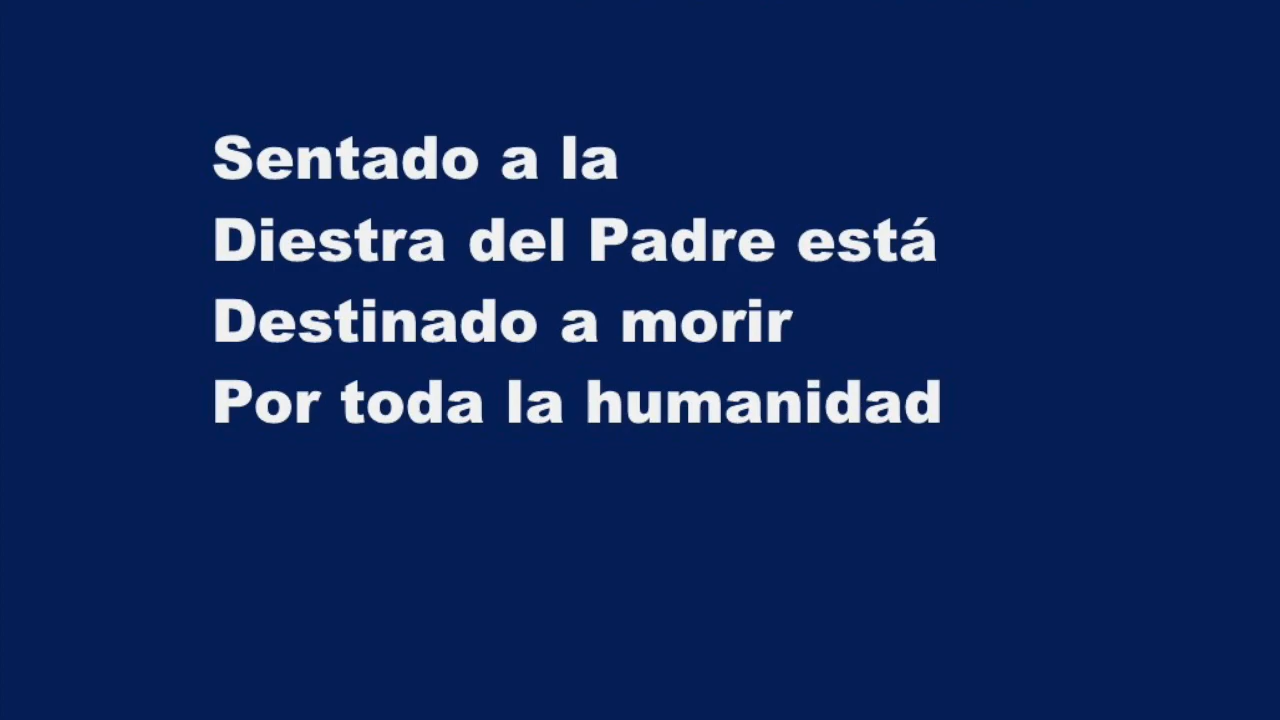 Sentado a la
Diestra del Padre está
Destinado a morir
Por toda la humanidad